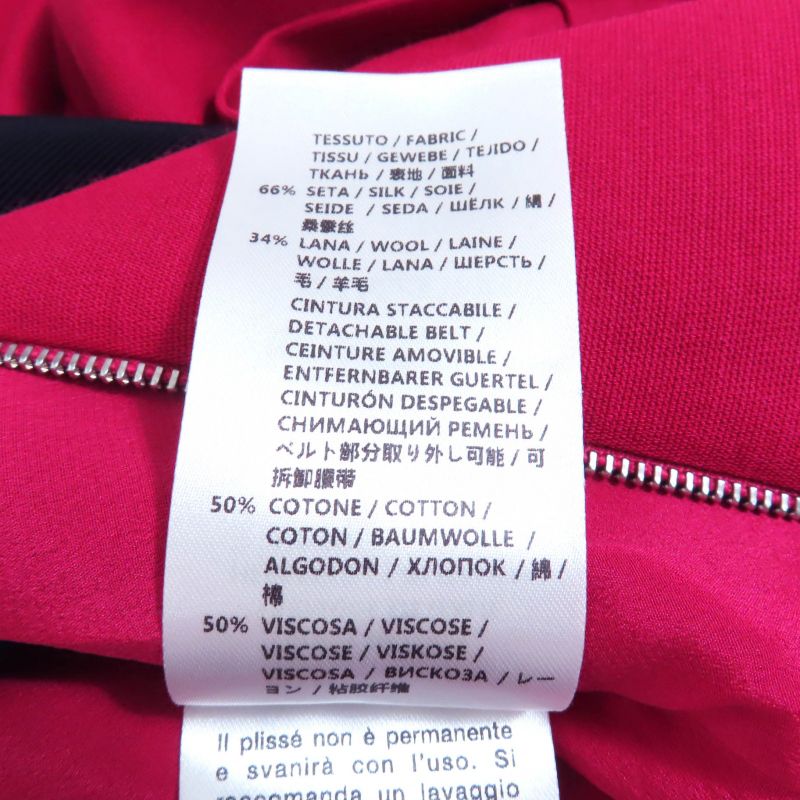 TESSUTO / FABRIC /
TISSU / GEWEBE / TEJIDO /
ТКАНЬ / 表地 / 面料
66% SETA / SILK / SOIE /
SEIDE / SEDA / ШЁЛК / 絹 /
桑蚕丝
34% LANA / WOOL / LAINE /
WOLLE / LANA / ШЕРСТЬ /
毛 / 羊毛
CINTURA STACCABILE /
DETACHABLE BELT /
CEINTURE AMOVIBLE /
ENTFERNBARER GUERTEL /
CINTURÓN DESPEGABLE /
СНИМАЮЩИЙ РЕМЕНЬ /
ベルト部分取り外し可能 / 可
拆卸腰带
50% COTONE / COTTON /
COTON / BAUMWOLLE /
ALGODON / ХЛОПОК / 綿 /
棉
50% VISCOSA / VISCOSE /
VISCOSE / VISKOSE /
VISCOSA / ВИСКОЗА / レー
ヨン / 粘胶纤维
Il plissé non è permanente
e svanirà con l'uso. Si
raccomanda un lavaggio